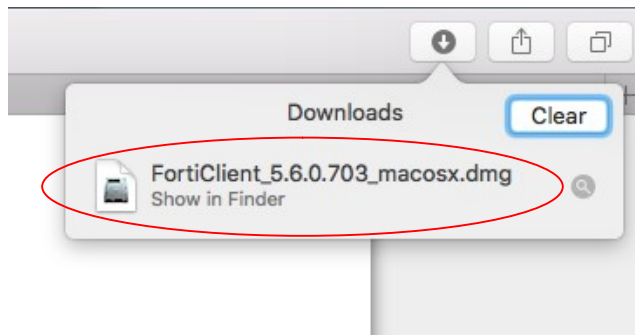 Downloads
Clear
FortiClient_5.6.0.703_macosx.dmg
Show in Finder